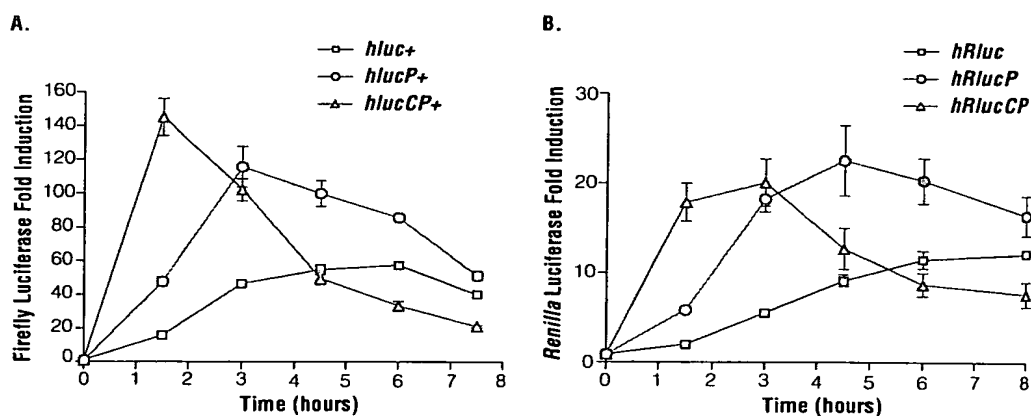 A.
hluc+
hlucP+
hlucCP+
Firefly Luciferase Fold Induction
160
140
120
100
80
60
40
20
0
0 1 2 3 4 5 6 7 8
Time (hours)
B.
hRluc
hRlucP
hRlucCP
Renilla Luciferase Fold Induction
30
20
10
0
0 1 2 3 4 5 6 7 8
Time (hours)